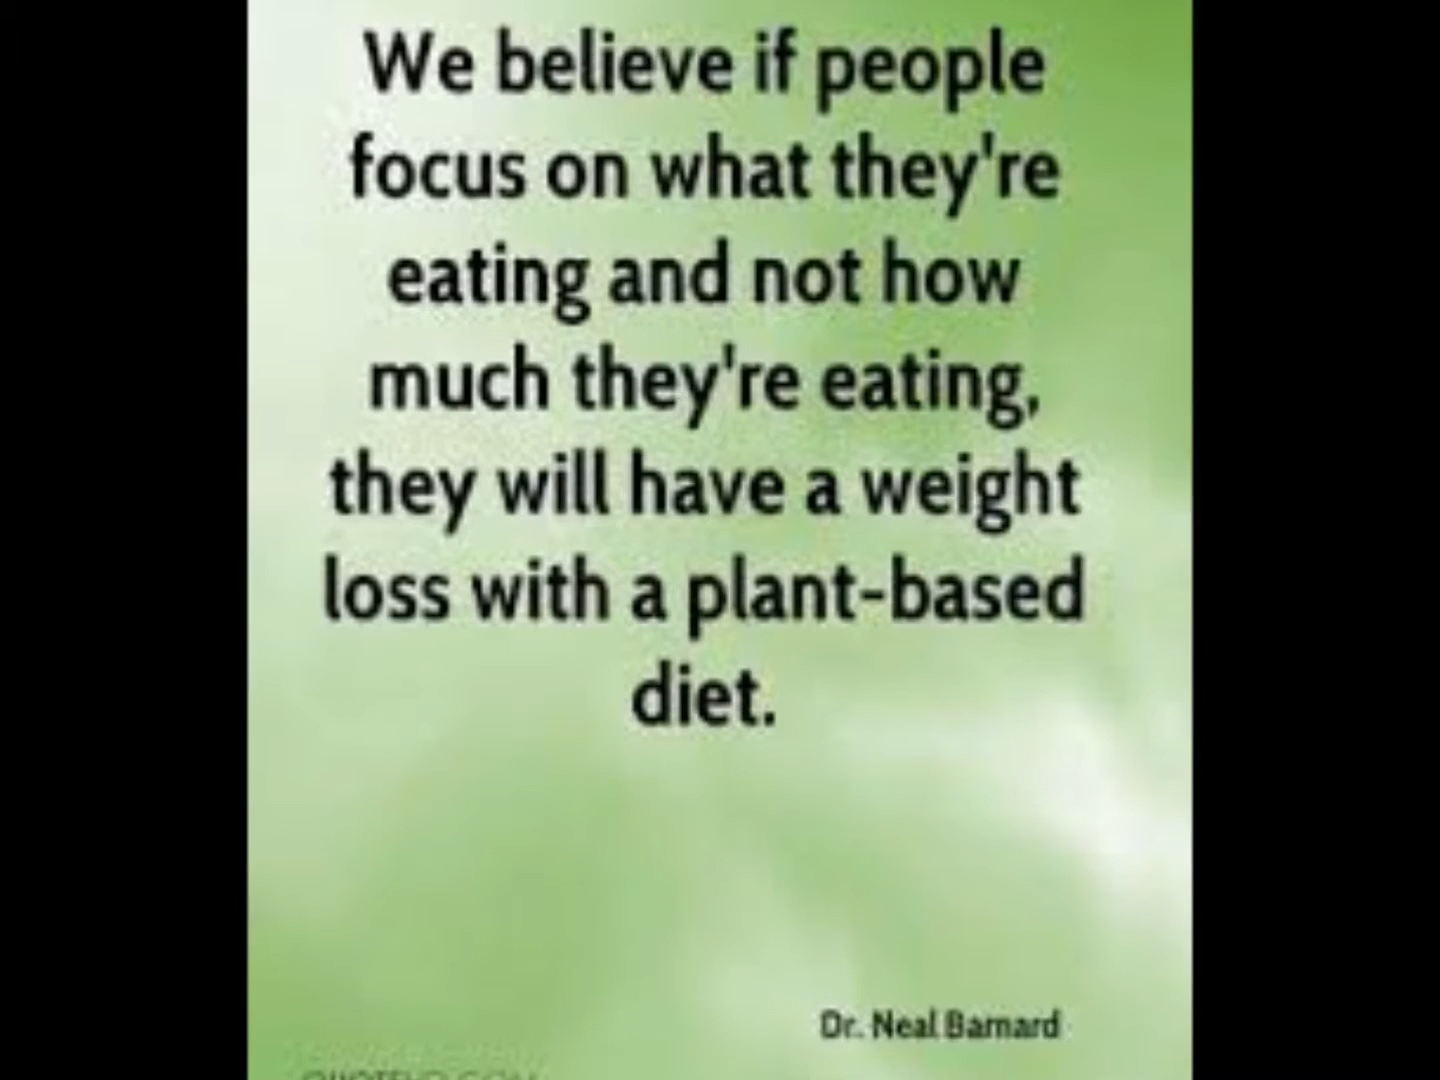 We believe if people
focus on what they're
eating and not how
much they're eating,
they will have a weight
loss with a plant-based
diet.
Dr. Neal Barnard